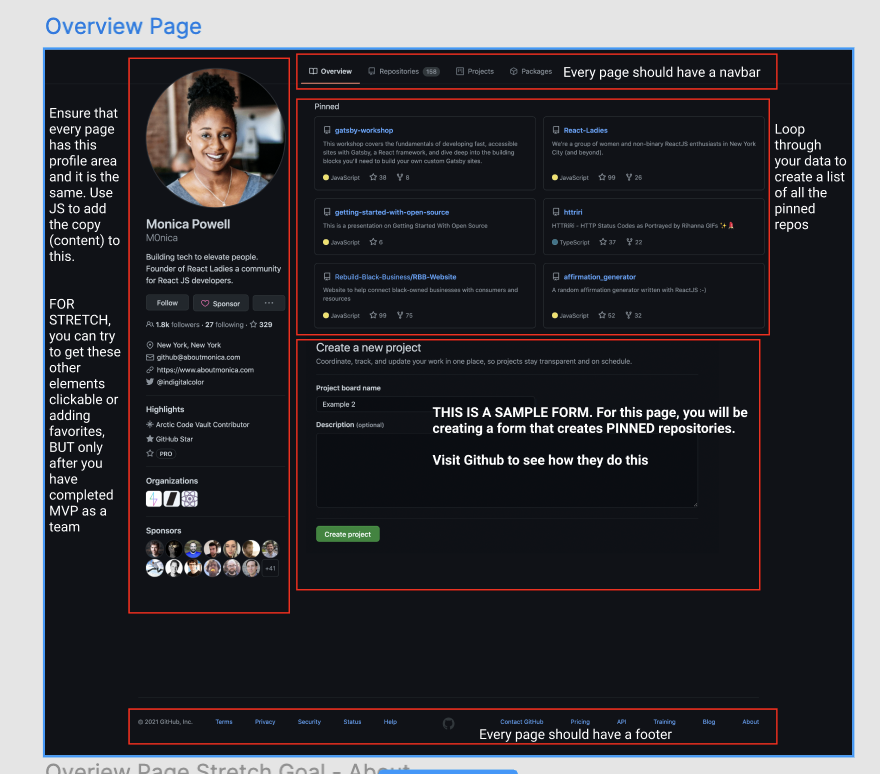 Overview Page
Overview
Repositories 158
Projects
Packages
Every page should have a navbar
Ensure that
every page
has this
profile area
and it is the
same. Use
JS to add
the copy
(content) to
this.
FOR
STRETCH,
you can try
to get these
other
elements
clickable or
adding
favorites,
BUT only
after you
have
completed
MVP as a
team
Monica Powell
M0nica
Building tech to elevate people.
Founder of React Ladies a community
for React JS developers.
Follow
Sponsor
1.8k followers · 27 following · 329
New York, New York
github@aboutmonica.com
https://www.aboutmonica.com
@indigitalcolor
Highlights
Arctic Code Vault Contributor
GitHub Star
PRO
Organizations
Sponsors
+41
Pinned
gatsby-workshop
This workshop covers the fundamentals of developing fast, accessible
sites with Gatsby, a React framework, and dive deep into the building
blocks you'll need to build your own custom Gatsby sites.
JavaScript 38 8
React-Ladies
We're a group of women and non-binary ReactJS enthusiasts in New York
City (and beyond).
JavaScript 99 26
getting-started-with-open-source
This is a presentation on Getting Started With Open Source
JavaScript 6
httriri
HTTRiRi - HTTP Status Codes as Portrayed by Rihanna GIFs ✨💃
TypeScript 37 22
Rebuild-Black-Business/RBB-Website
Website to help connect black-owned businesses with consumers and
resources
JavaScript 99 75
affirmation_generator
A random affirmation generator written with ReactJS :-)
JavaScript 52 32
Loop
through
your data to
create a list
of all the
pinned
repos
Create a new project
Coordinate, track, and update your work in one place, so projects stay transparent and on schedule.
Project board name
Example 2
Description (optional)
THIS IS A SAMPLE FORM. For this page, you will be
creating a form that creates PINNED repositories.
Visit Github to see how they do this
Create project
© 2021 GitHub, Inc.
Terms
Privacy
Security
Status
Help
Contact GitHub
Pricing
API
Training
Blog
About
Every page should have a footer
Overiew Page Stretch Goal - About